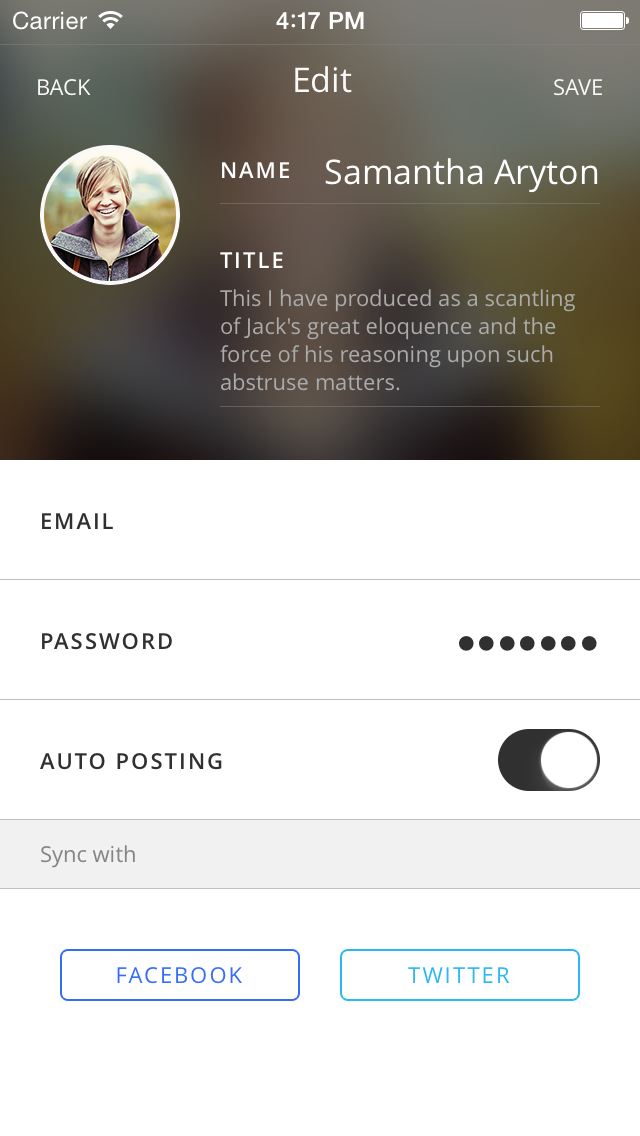 Carrier 4:17 PM
BACK Edit SAVE
NAME Samantha Aryton
TITLE
This I have produced as a scantling
of Jack's great eloquence and the
force of his reasoning upon such
abstruse matters.
EMAIL
PASSWORD ●●●●●●●
AUTO POSTING
Sync with
FACEBOOK TWITTER